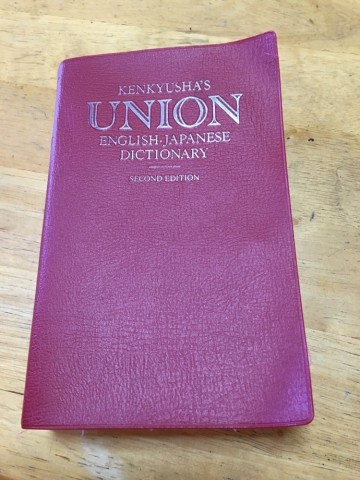 KENKYUSHA'S
UNION
ENGLISH-JAPANESE
DICTIONARY
SECOND EDITION